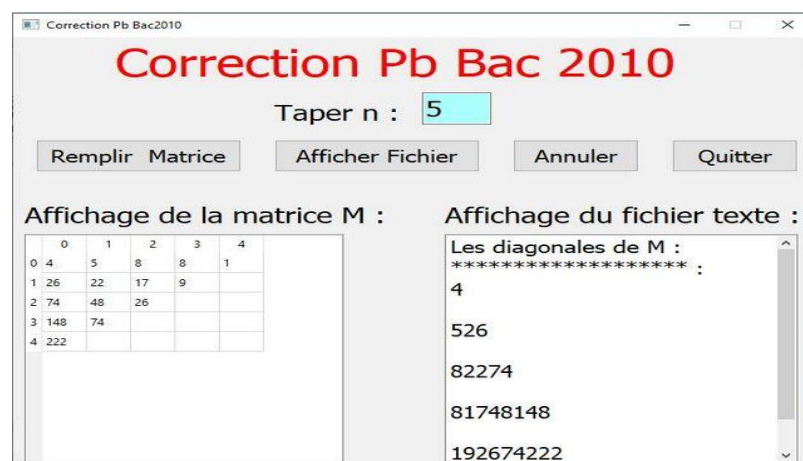 Correction Pb Bac2010
Correction Pb Bac 2010
Taper n : 5
Remplir Matrice Afficher Fichier Annuler Quitter
Affichage de la matrice M :
0 1 2 3 4
0 4 5 8 8 1
1 26 22 17 9
2 74 48 26
3 148 74
4 222
Affichage du fichier texte :
Les diagonales de M :
******************* :
4
526
82274
81748148
192674222